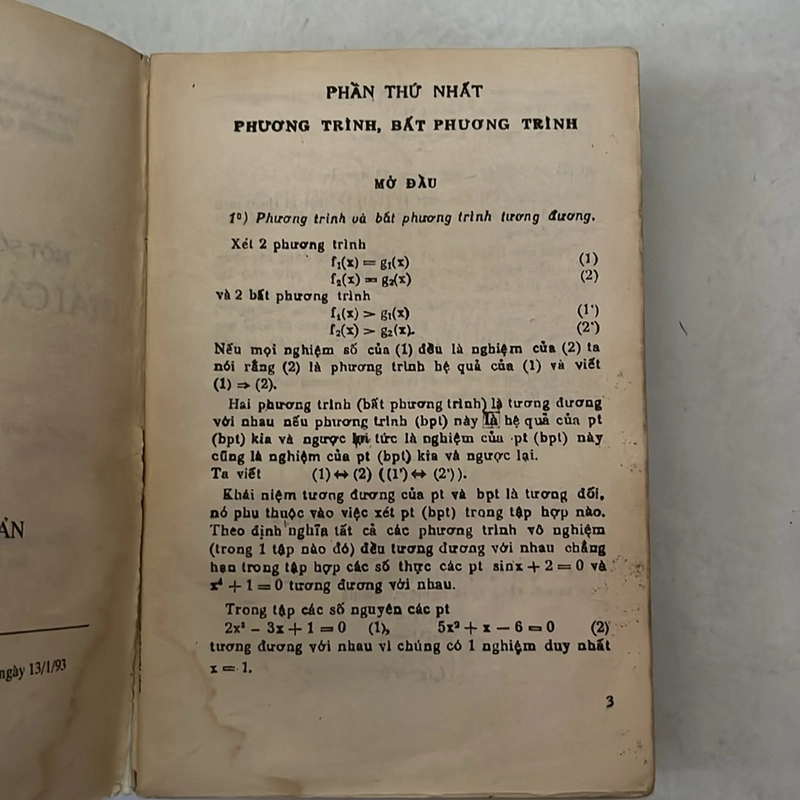 ẢN
ngày 13/1/93
PHẦN THỨ NHẤT
PHƯƠNG TRÌNH, BẤT PHƯƠNG TRÌNH
MỞ ĐẦU
1º) Phương trình và bất phương trình tương đương.
Xét 2 phương trình
f₁(x) = g₁(x) (1)
f₂(x) = g₂(x) (2)
và 2 bất phương trình
f₁(x) > g₁(x) (1')
f₂(x) > g₂(x). (2')
Nếu mọi nghiệm số của (1) đều là nghiệm của (2) ta
nói rằng (2) là phương trình hệ quả của (1) và viết
(1) ⇒ (2).
Hai phương trình (bất phương trình) là tương đương
với nhau nếu phương trình (bpt) này là hệ quả của pt
(bpt) kia và ngược lại tức là nghiệm của pt (bpt) này
cũng là nghiệm của pt (bpt) kia và ngược lại.
Ta viết (1) ↔ (2) ((1') ↔ (2')).
Khái niệm tương đương của pt và bpt là tương đối,
nó phu thuộc vào việc xét pt (bpt) trong tập hợp nào.
Theo định nghĩa tất cả các phương trình vô nghiệm
(trong 1 tập nào đó) đều tương đương với nhau chẳng
hạn trong tập hợp các số thực các pt sinx + 2 = 0 và
x⁴ + 1 = 0 tương đương với nhau.
Trong tập các số nguyên các pt
2x² - 3x + 1 = 0 (1), 5x² + x - 6 = 0 (2)
tương đương với nhau vì chúng có 1 nghiệm duy nhất
x = 1.
3